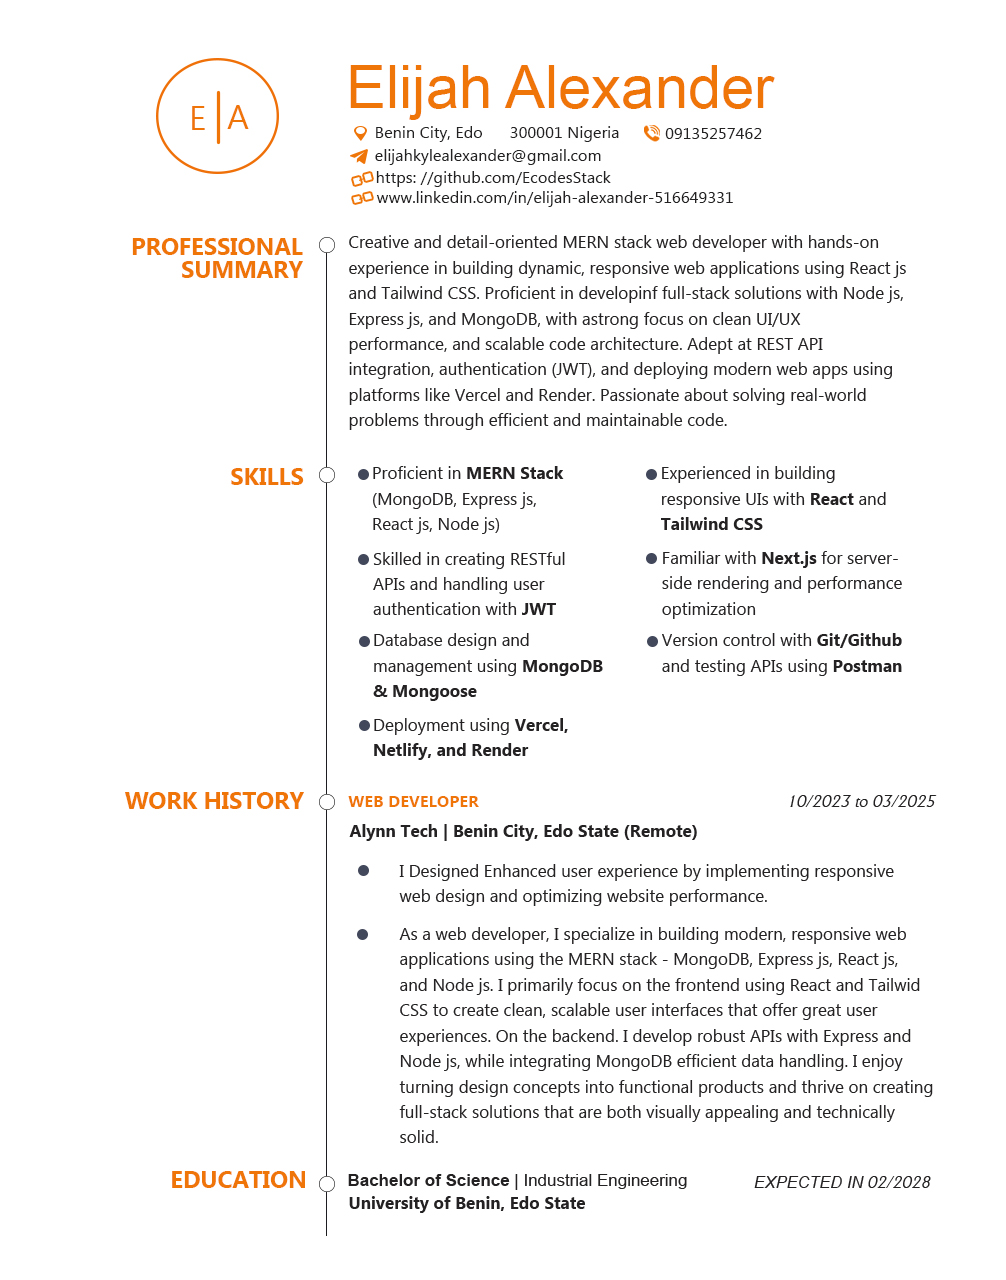 E | A
Elijah Alexander
Benin City, Edo 300001 Nigeria 09135257462
elijahkylealexander@gmail.com
https: //github.com/EcodesStack
www.linkedin.com/in/elijah-alexander-516649331
PROFESSIONAL
SUMMARY
Creative and detail-oriented MERN stack web developer with hands-on
experience in building dynamic, responsive web applications using React js
and Tailwind CSS. Proficient in developinf full-stack solutions with Node js,
Express js, and MongoDB, with astrong focus on clean UI/UX
performance, and scalable code architecture. Adept at REST API
integration, authentication (JWT), and deploying modern web apps using
platforms like Vercel and Render. Passionate about solving real-world
problems through efficient and maintainable code.
SKILLS
Proficient in MERN Stack
(MongoDB, Express js,
React js, Node js)
Skilled in creating RESTful
APIs and handling user
authentication with JWT
Database design and
management using MongoDB
& Mongoose
Deployment using Vercel,
Netlify, and Render
Experienced in building
responsive UIs with React and
Tailwind CSS
Familiar with Next.js for server-
side rendering and performance
optimization
Version control with Git/Github
and testing APIs using Postman
WORK HISTORY
WEB DEVELOPER 10/2023 to 03/2025
Alynn Tech | Benin City, Edo State (Remote)
I Designed Enhanced user experience by implementing responsive
web design and optimizing website performance.
As a web developer, I specialize in building modern, responsive web
applications using the MERN stack - MongoDB, Express js, React js,
and Node js. I primarily focus on the frontend using React and Tailwid
CSS to create clean, scalable user interfaces that offer great user
experiences. On the backend. I develop robust APIs with Express and
Node js, while integrating MongoDB efficient data handling. I enjoy
turning design concepts into functional products and thrive on creating
full-stack solutions that are both visually appealing and technically
solid.
EDUCATION
Bachelor of Science | Industrial Engineering EXPECTED IN 02/2028
University of Benin, Edo State